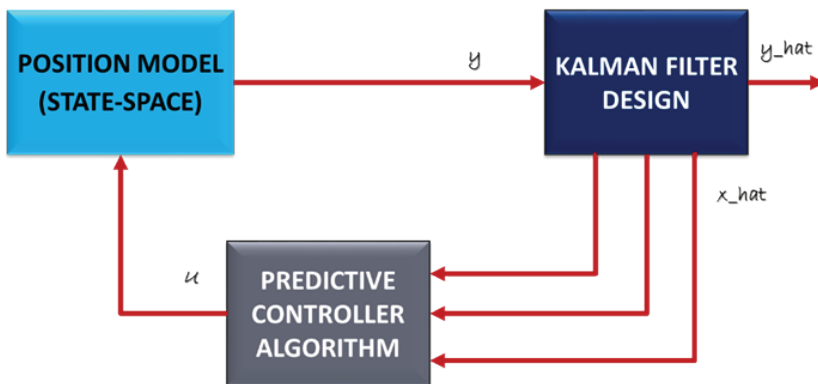 POSITION MODEL
(STATE-SPACE)
y
KALMAN FILTER
DESIGN
y_hat
x_hat
u
PREDICTIVE
CONTROLLER
ALGORITHM